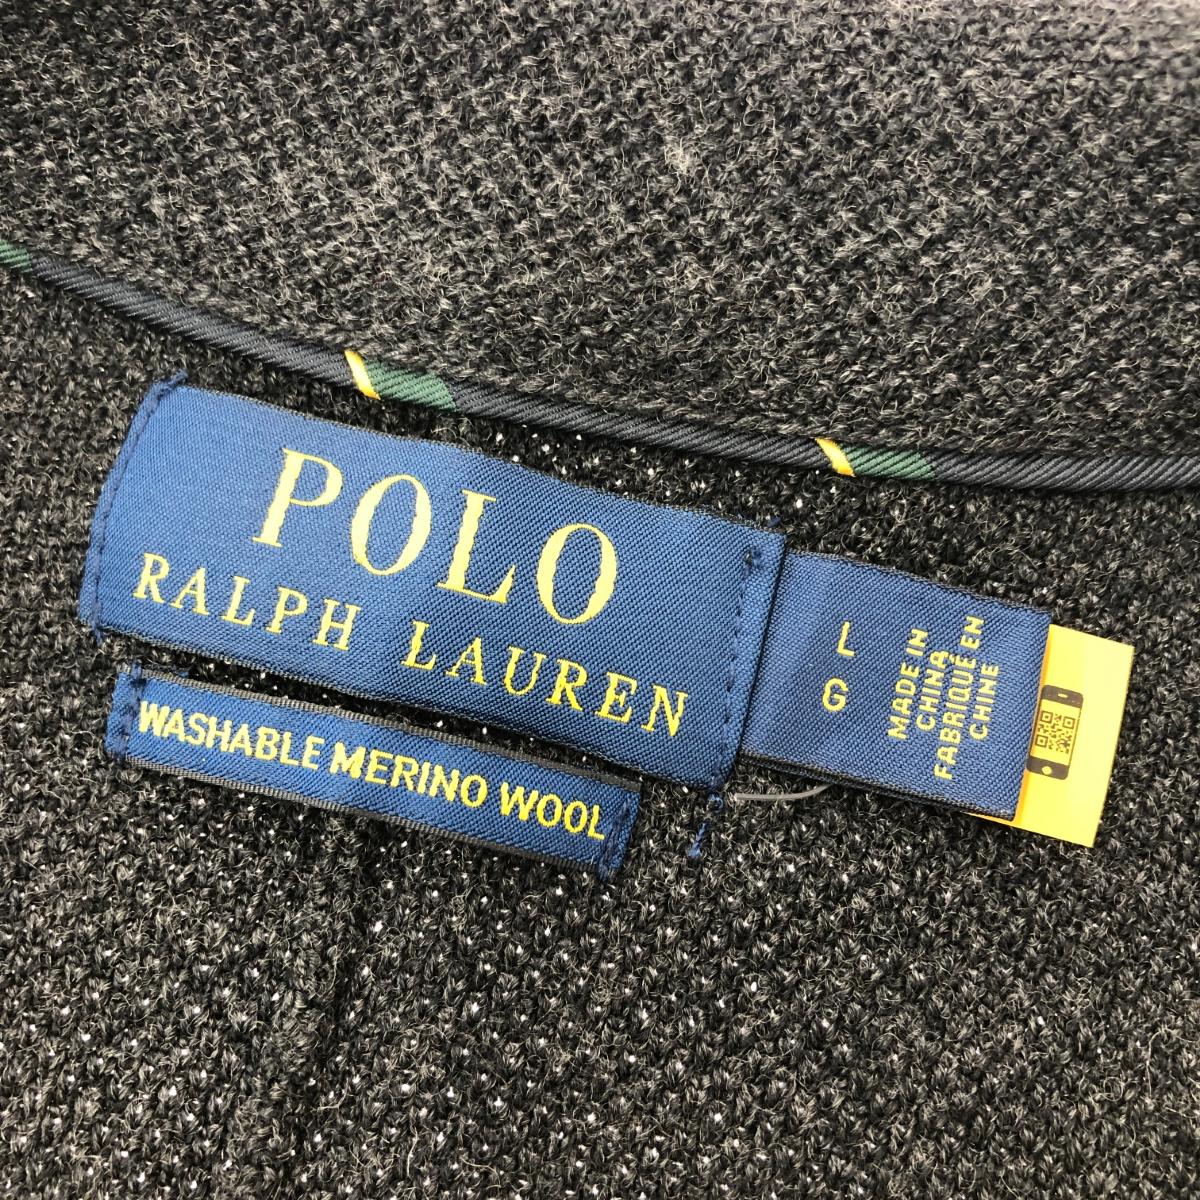 POLO
RALPH LAUREN
WASHABLE MERINO WOOL
L
G
MADE IN
CHINA
FABRIQUÉ EN
CHINE